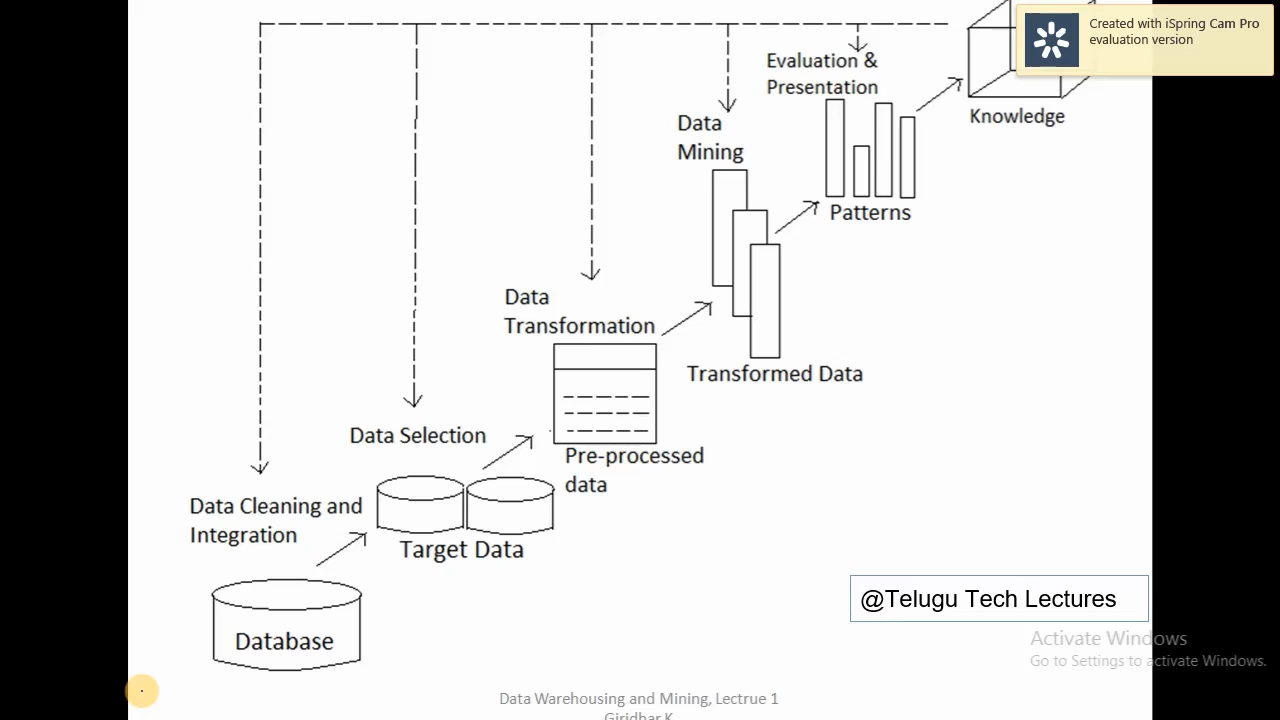 Created with iSpring Cam Pro
evaluation version
Evaluation &
Presentation
Knowledge
Data
Mining
Patterns
Data
Transformation
Transformed Data
Data Selection
Pre-processed
data
Data Cleaning and
Integration
Target Data
Database
@Telugu Tech Lectures
Activate Windows
Go to Settings to activate Windows.
Data Warehousing and Mining, Lectrue 1
Giridhar K